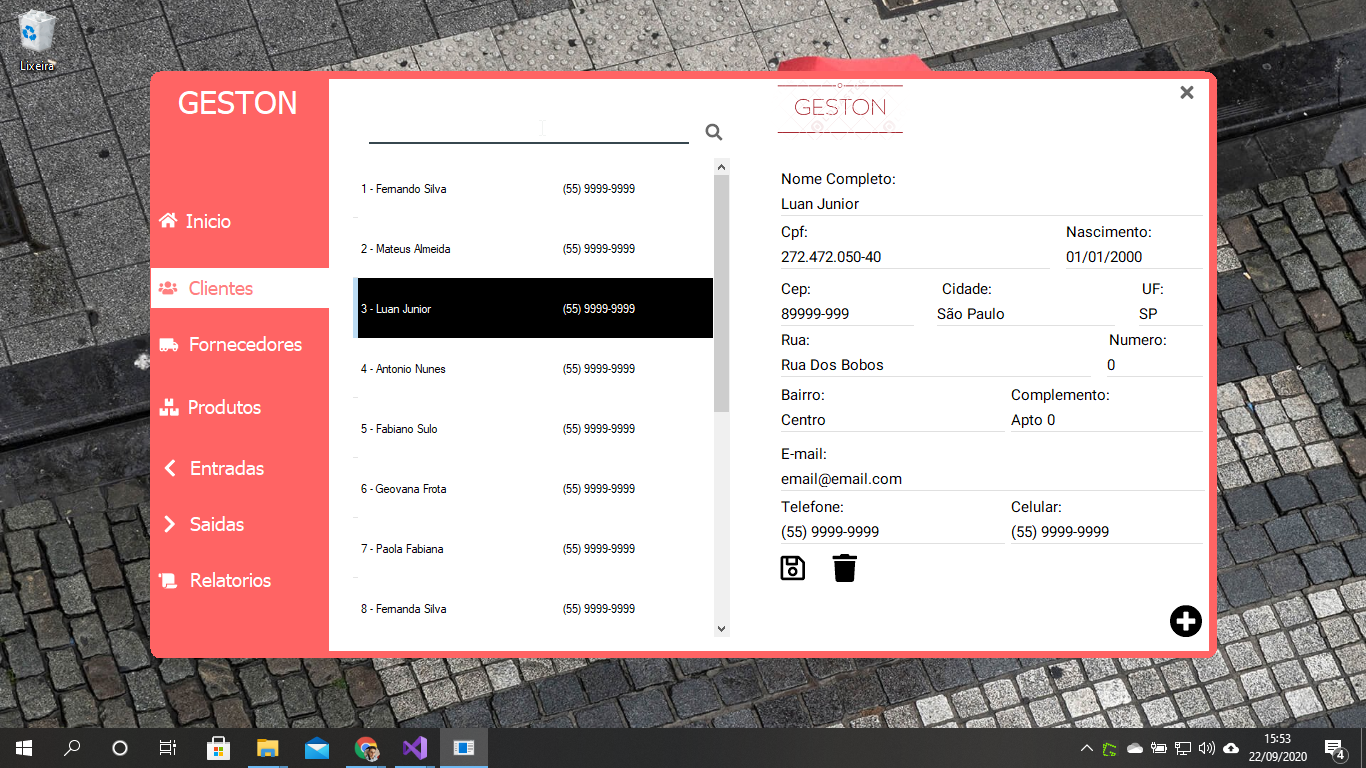 Lixeira
GESTON
Inicio
Clientes
Fornecedores
Produtos
Entradas
Saidas
Relatorios
1 - Fernando Silva (55) 9999-9999
2 - Mateus Almeida (55) 9999-9999
3 - Luan Junior (55) 9999-9999
4 - Antonio Nunes (55) 9999-9999
5 - Fabiano Sulo (55) 9999-9999
6 - Geovana Frota (55) 9999-9999
7 - Paola Fabiana (55) 9999-9999
8 - Fernanda Silva (55) 9999-9999
GESTON
Nome Completo:
Luan Junior
Cpf: Nascimento:
272.472.050-40 01/01/2000
Cep: Cidade: UF:
89999-999 São Paulo SP
Rua: Numero:
Rua Dos Bobos 0
Bairro: Complemento:
Centro Apto 0
E-mail:
email@email.com
Telefone: Celular:
(55) 9999-9999 (55) 9999-9999
15:53
22/09/2020
4